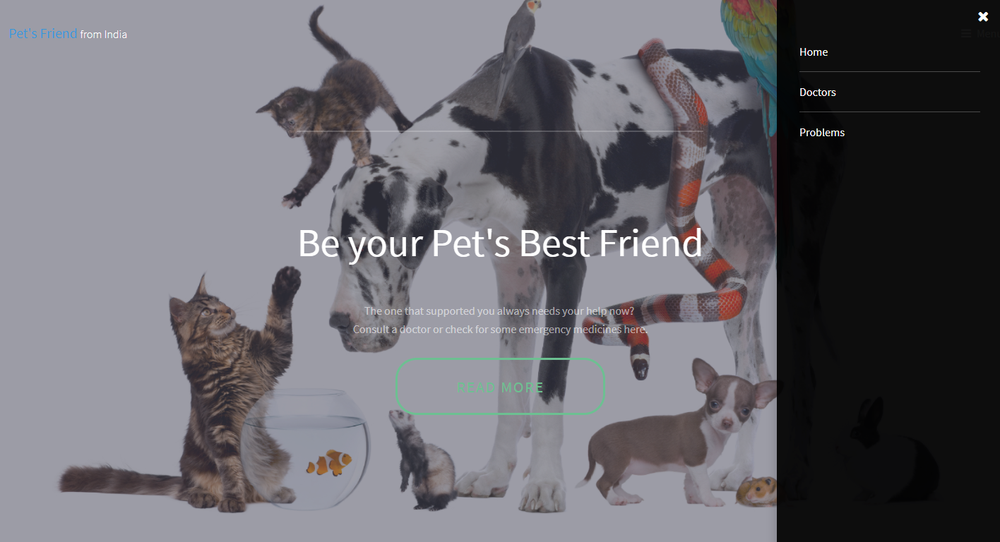 Pet's Friend from India
Menu
Home
Doctors
Problems
Be your Pet's Best Friend
The one that supported you always needs your help now?
Consult a doctor or check for some emergency medicines here.
READ MORE